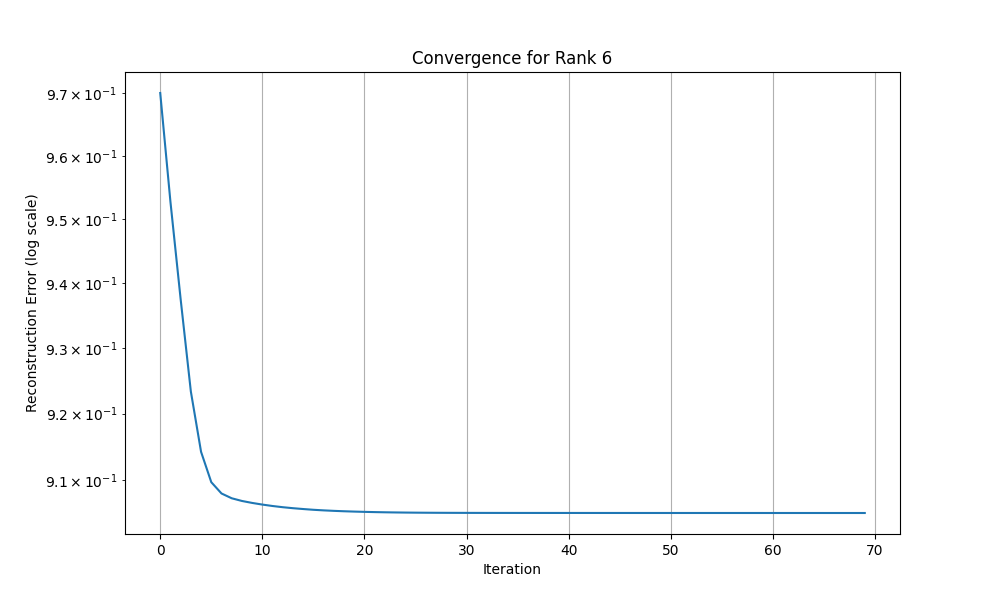 Convergence for Rank 6
Reconstruction Error (log scale)
9.7 × 10⁻¹
9.6 × 10⁻¹
9.5 × 10⁻¹
9.4 × 10⁻¹
9.3 × 10⁻¹
9.2 × 10⁻¹
9.1 × 10⁻¹
0 10 20 30 40 50 60 70
Iteration